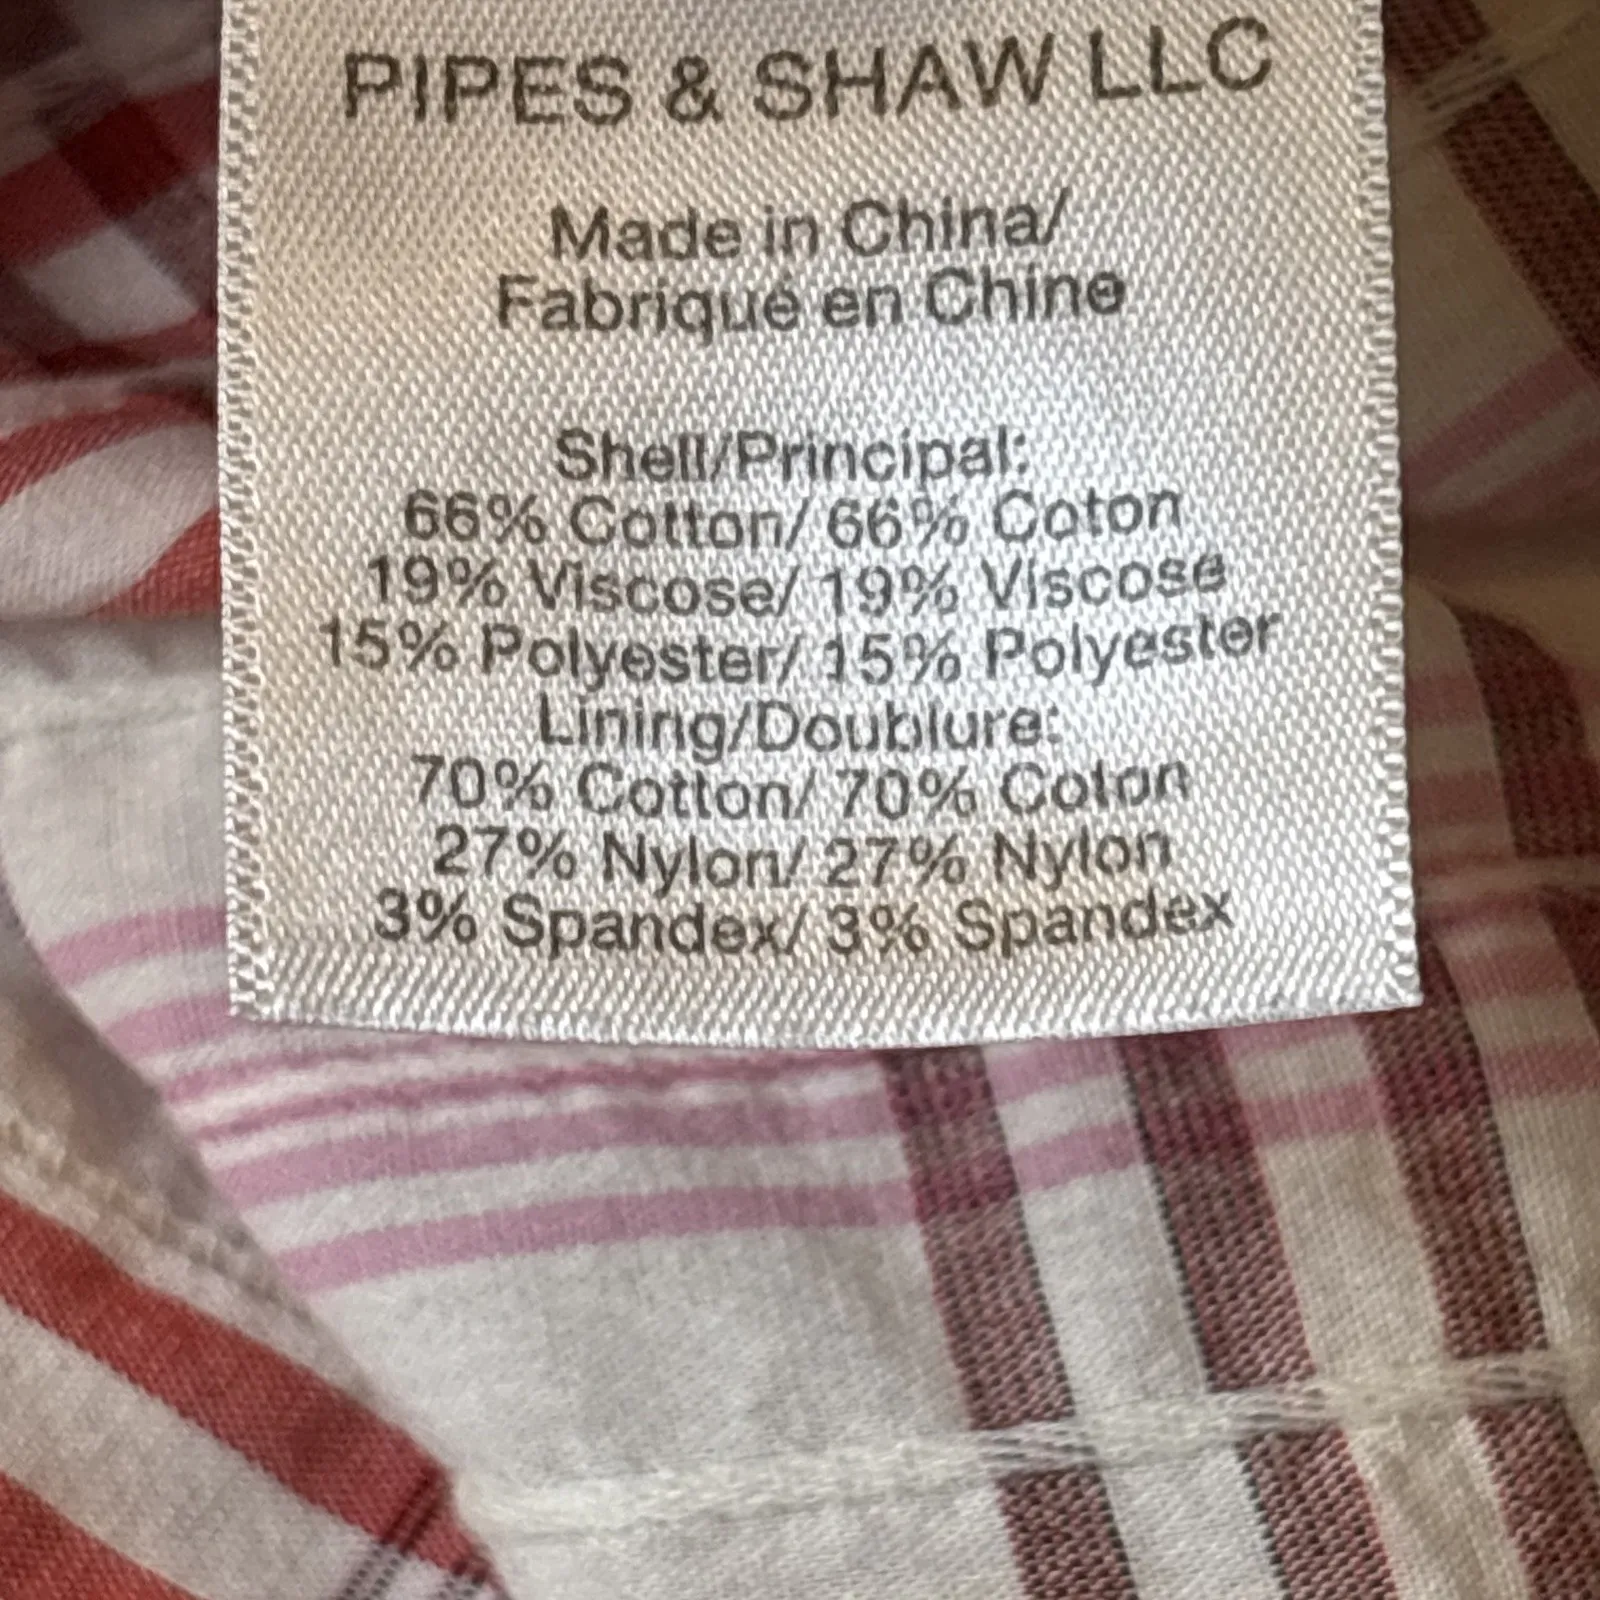 PIPES & SHAW LLC
Made in China/
Fabriqué en Chine
Shell/Principal:
66% Cotton/ 66% Coton
19% Viscose/ 19% Viscose
15% Polyester/ 15% Polyester
Lining/Doublure:
70% Cotton/ 70% Coton
27% Nylon/ 27% Nylon
3% Spandex/ 3% Spandex